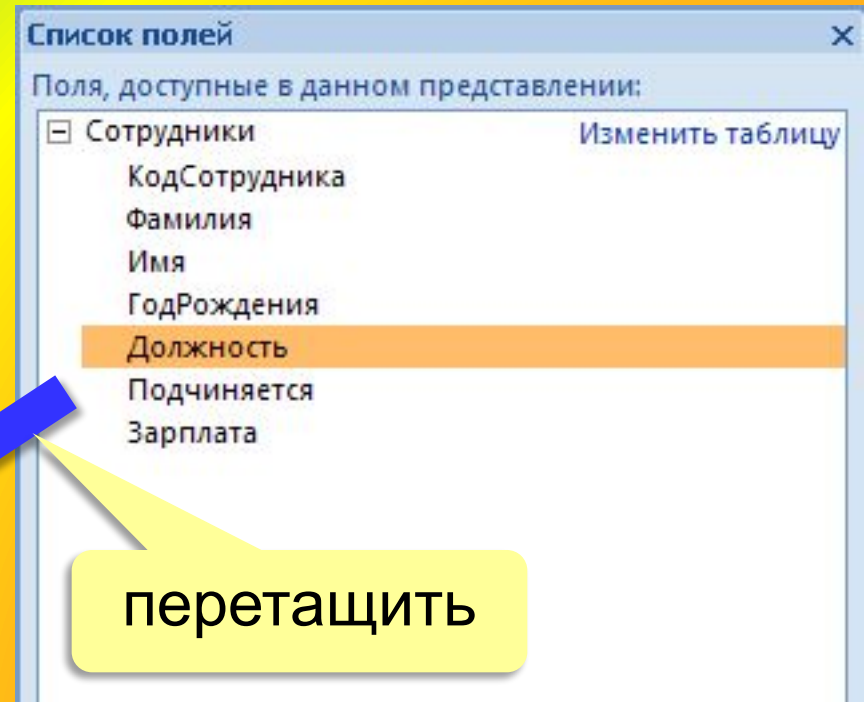 Список полей
Поля, доступные в данном представлении:
Сотрудники Изменить таблицу
КодСотрудника
Фамилия
Имя
ГодРождения
Должность
Подчиняется
Зарплата
перетащить